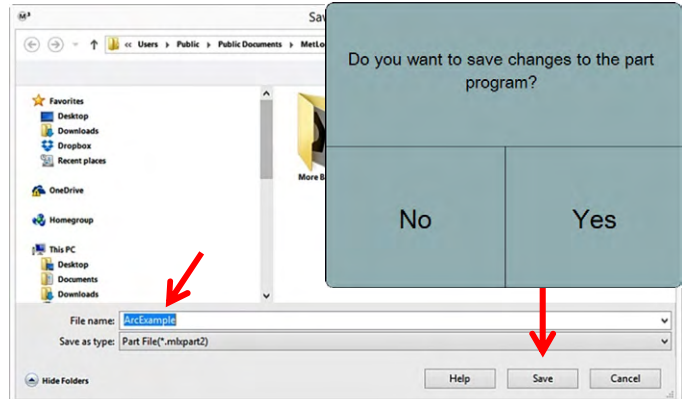 M³
Sav
« Users › Public › Public Documents › MetLo
Favorites
Desktop
Downloads
Dropbox
Recent places
OneDrive
Homegroup
This PC
Desktop
Documents
Downloads
More B
Do you want to save changes to the part
program?
No
Yes
File name: ArcExample
Save as type: Part File(*.mlxpart2)
Hide Folders
Help
Save
Cancel